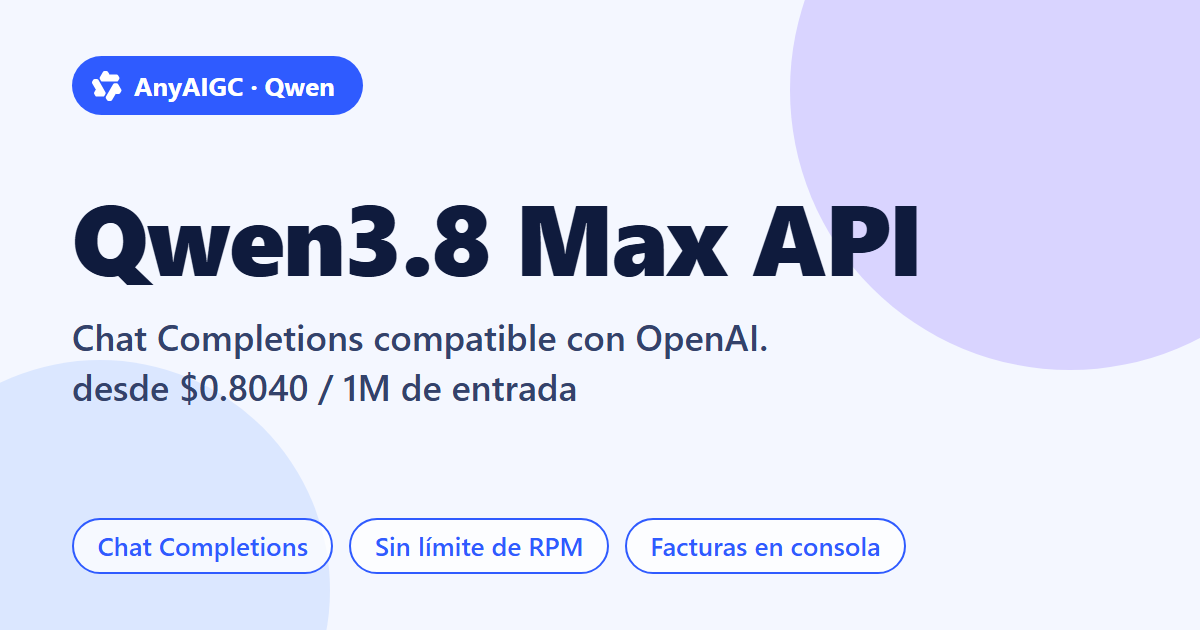 AnyAIGC · Qwen
Qwen3.8 Max API
Chat Completions compatible con OpenAI.
desde $0.8040 / 1M de entrada
Chat Completions
Sin límite de RPM
Facturas en consola